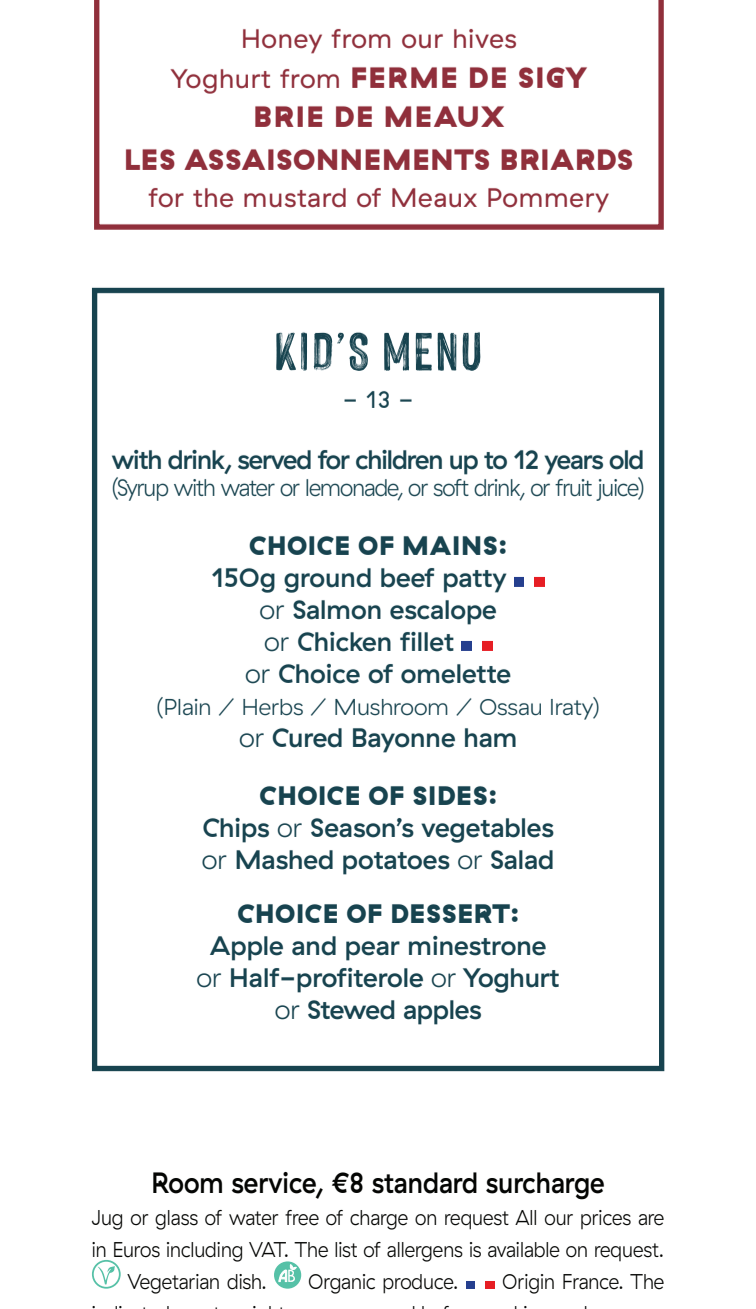 Honey from our hives
Yoghurt from FERME DE SIGY
BRIE DE MEAUX
LES ASSAISONNEMENTS BRIARDS
for the mustard of Meaux Pommery
KID'S MENU
– 13 –
with drink, served for children up to 12 years old
(Syrup with water or lemonade, or soft drink, or fruit juice)
CHOICE OF MAINS:
150g ground beef patty
or Salmon escalope
or Chicken fillet
or Choice of omelette
(Plain / Herbs / Mushroom / Ossau Iraty)
or Cured Bayonne ham
CHOICE OF SIDES:
Chips or Season's vegetables
or Mashed potatoes or Salad
CHOICE OF DESSERT:
Apple and pear minestrone
or Half-profiterole or Yoghurt
or Stewed apples
Room service, €8 standard surcharge
Jug or glass of water free of charge on request All our prices are
in Euros including VAT. The list of allergens is available on request.
V Vegetarian dish. AB Organic produce. Origin France. The